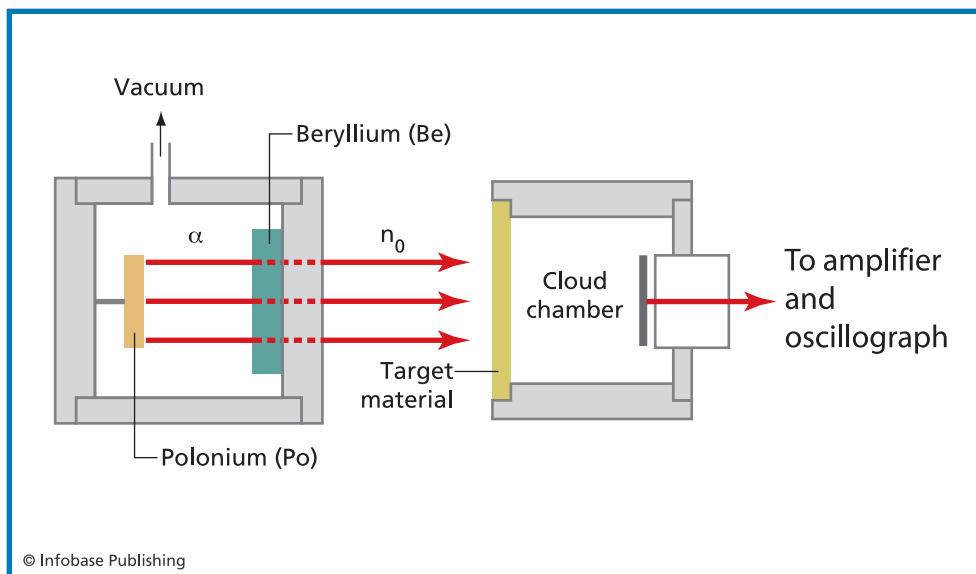 Vacuum
Beryllium (Be)
α
n0
Cloud
chamber
To amplifier
and
oscillograph
Target
material
Polonium (Po)
© Infobase Publishing